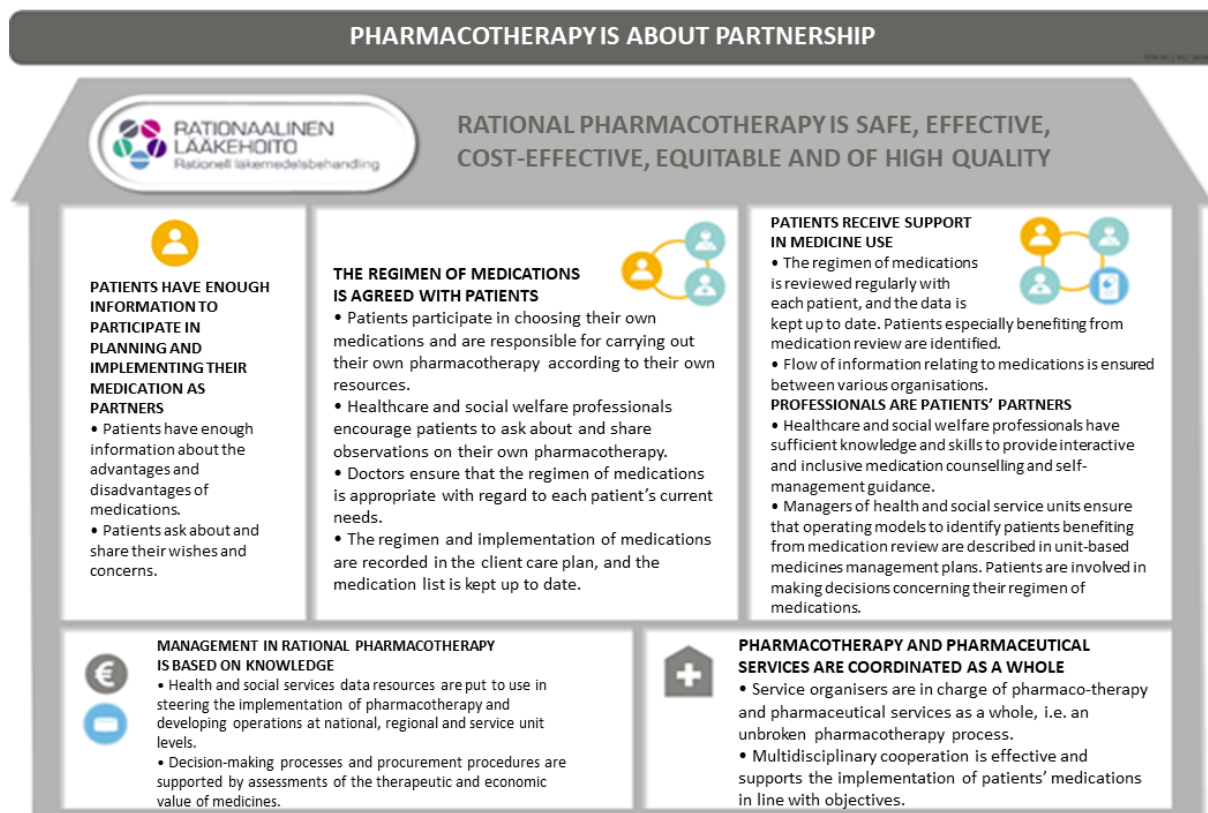 PHARMACOTHERAPY IS ABOUT PARTNERSHIP
RATIONAALINEN
LÄÄKEHOITO
Rationell läkemedelsbehandling
RATIONAL PHARMACOTHERAPY IS SAFE, EFFECTIVE,
COST-EFFECTIVE, EQUITABLE AND OF HIGH QUALITY
PATIENTS HAVE ENOUGH
INFORMATION TO
PARTICIPATE IN
PLANNING AND
IMPLEMENTING THEIR
MEDICATION AS
PARTNERS
• Patients have enough
information about the
advantages and
disadvantages of
medications.
• Patients ask about and
share their wishes and
concerns.
THE REGIMEN OF MEDICATIONS
IS AGREED WITH PATIENTS
• Patients participate in choosing their own
medications and are responsible for carrying out
their own pharmacotherapy according to their own
resources.
• Healthcare and social welfare professionals
encourage patients to ask about and share
observations on their own pharmacotherapy.
• Doctors ensure that the regimen of medications
is appropriate with regard to each patient's current
needs.
• The regimen and implementation of medications
are recorded in the client care plan, and the
medication list is kept up to date.
PATIENTS RECEIVE SUPPORT
IN MEDICINE USE
• The regimen of medications
is reviewed regularly with
each patient, and the data is
kept up to date. Patients especially benefiting from
medication review are identified.
• Flow of information relating to medications is ensured
between various organisations.
PROFESSIONALS ARE PATIENTS' PARTNERS
• Healthcare and social welfare professionals have
sufficient knowledge and skills to provide interactive
and inclusive medication counselling and self-
management guidance.
• Managers of health and social service units ensure
that operating models to identify patients benefiting
from medication review are described in unit-based
medicines management plans. Patients are involved in
making decisions concerning their regimen of
medications.
MANAGEMENT IN RATIONAL PHARMACOTHERAPY
IS BASED ON KNOWLEDGE
• Health and social services data resources are put to use in
steering the implementation of pharmacotherapy and
developing operations at national, regional and service unit
levels.
• Decision-making processes and procurement procedures are
supported by assessments of the therapeutic and economic
value of medicines.
PHARMACOTHERAPY AND PHARMACEUTICAL
SERVICES ARE COORDINATED AS A WHOLE
• Service organisers are in charge of pharmaco-therapy
and pharmaceutical services as a whole, i.e. an
unbroken pharmacotherapy process.
• Multidisciplinary cooperation is effective and
supports the implementation of patients' medications
in line with objectives.